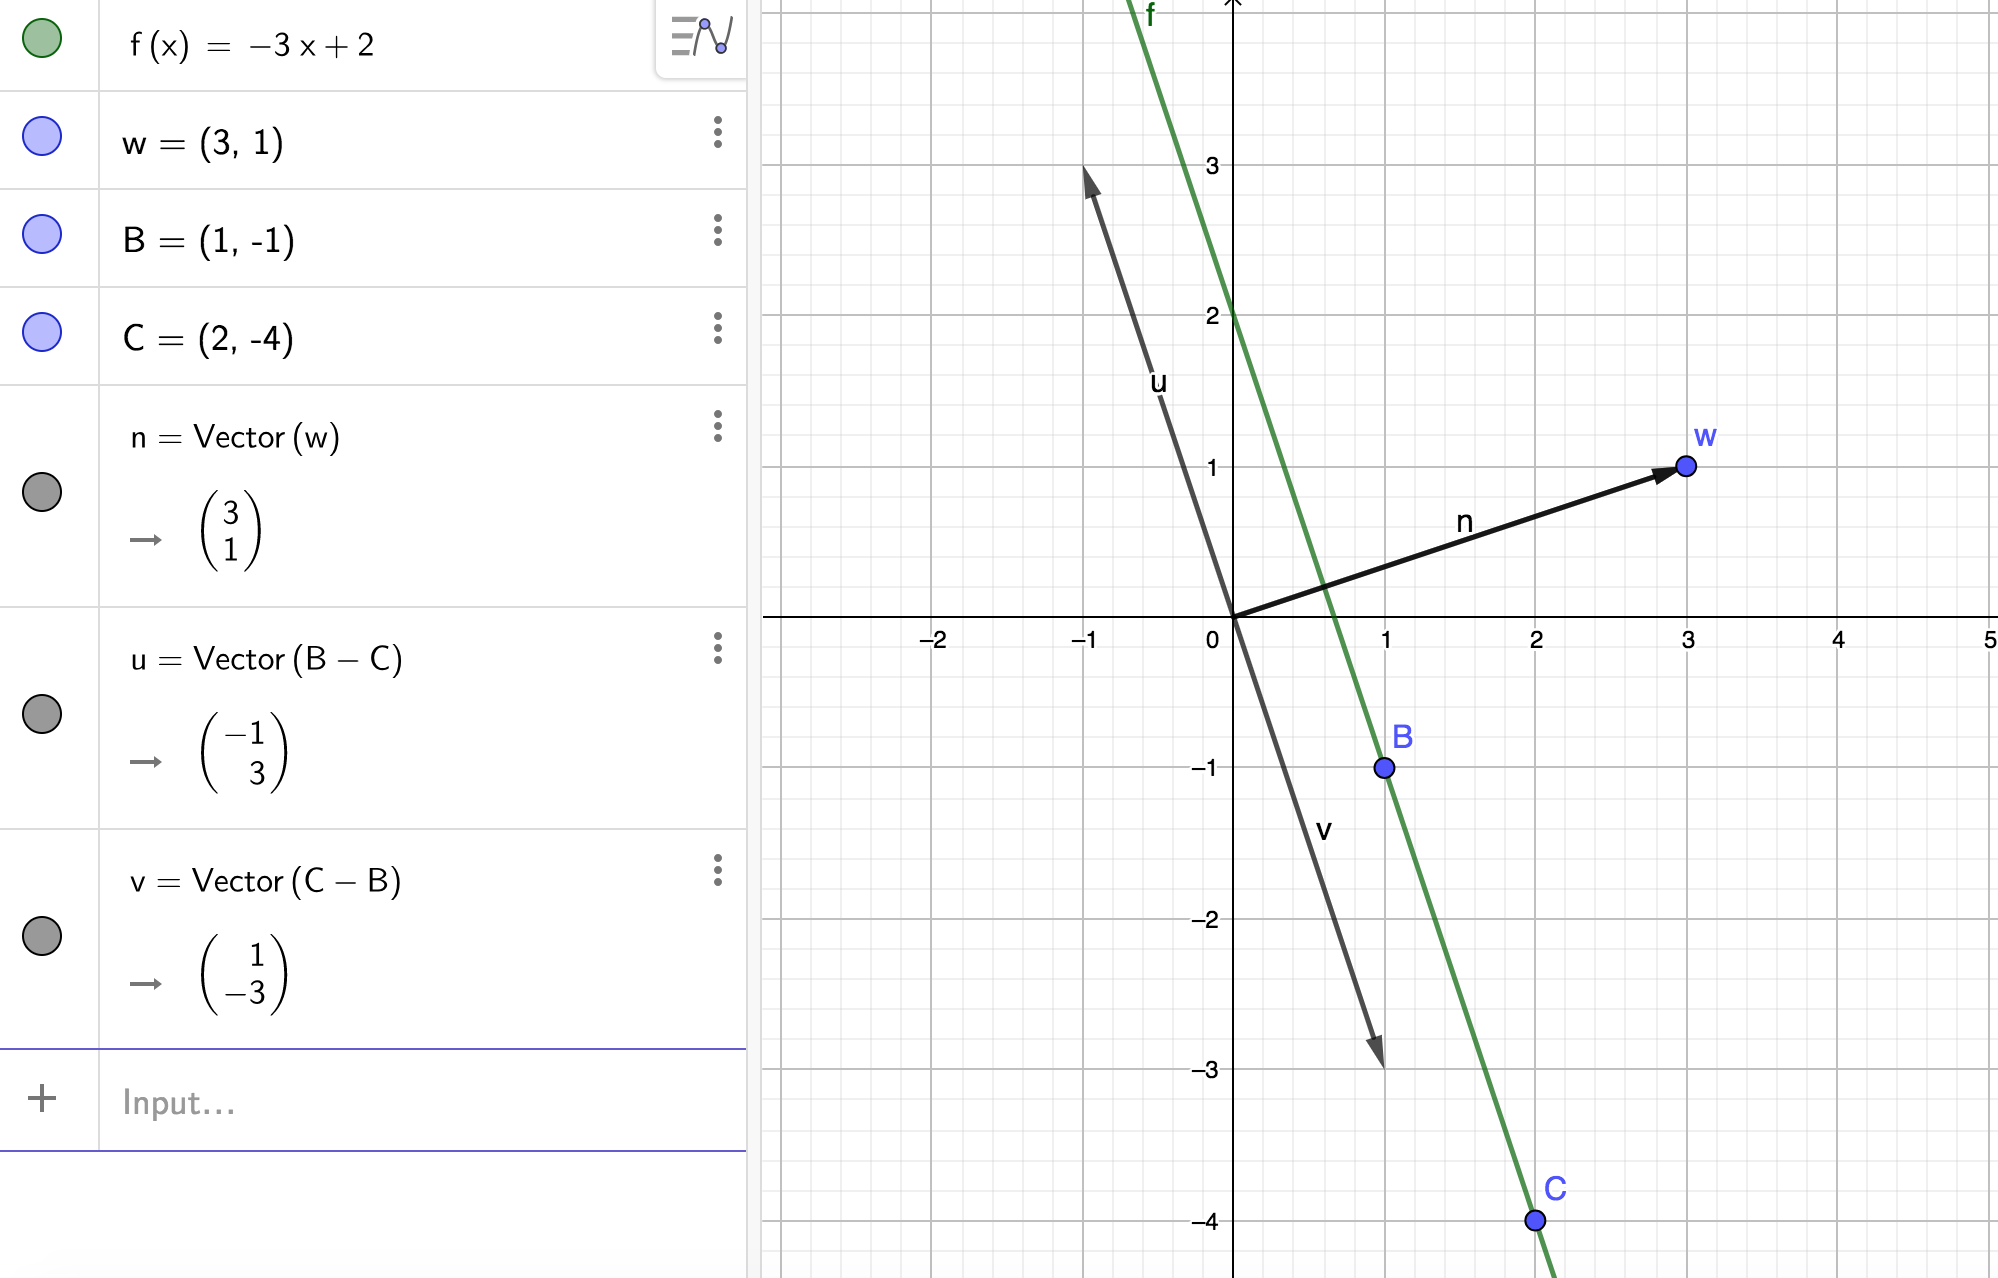 f (x) = −3 x + 2
w = (3, 1)
B = (1, -1)
C = (2, -4)
n = Vector (w)
→ (3
1)
u = Vector (B − C)
→ (−1
3)
v = Vector (C − B)
→ (1
−3)
+ Input...
f
3
2
1
u
w
n
−2 −1 0 1 2 3 4 5
B
−1
v
−2
−3
C
−4